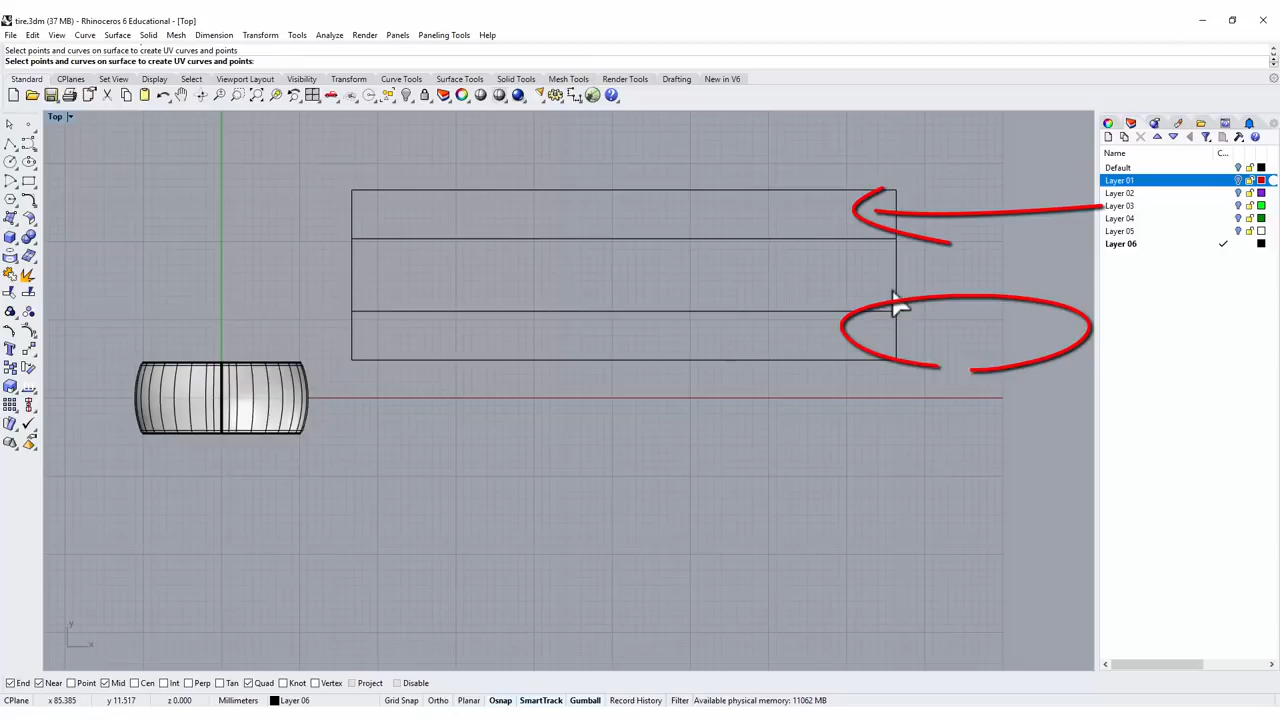 tire.3dm (37 MB) - Rhinoceros 6 Educational - [Top]
File Edit View Curve Surface Solid Mesh Dimension Transform Tools Analyze Render Panels Paneling Tools Help
Select points and curves on surface to create UV curves and points
Select points and curves on surface to create UV curves and points:
Standard CPlanes Set View Display Select Viewport Layout Visibility Transform Curve Tools Surface Tools Solid Tools Mesh Tools Render Tools Drafting New in V6
Top
Name C...
Default
Layer 01
Layer 02
Layer 03
Layer 04
Layer 05
Layer 06
y
x
End Near Point Mid Cen Int Perp Tan Quad Knot Vertex Project Disable
CPlane x 85.385 y 11.517 z 0.000 Millimeters Layer 06 Grid Snap Ortho Planar Osnap SmartTrack Gumball Record History Filter Available physical memory: 11062 MB